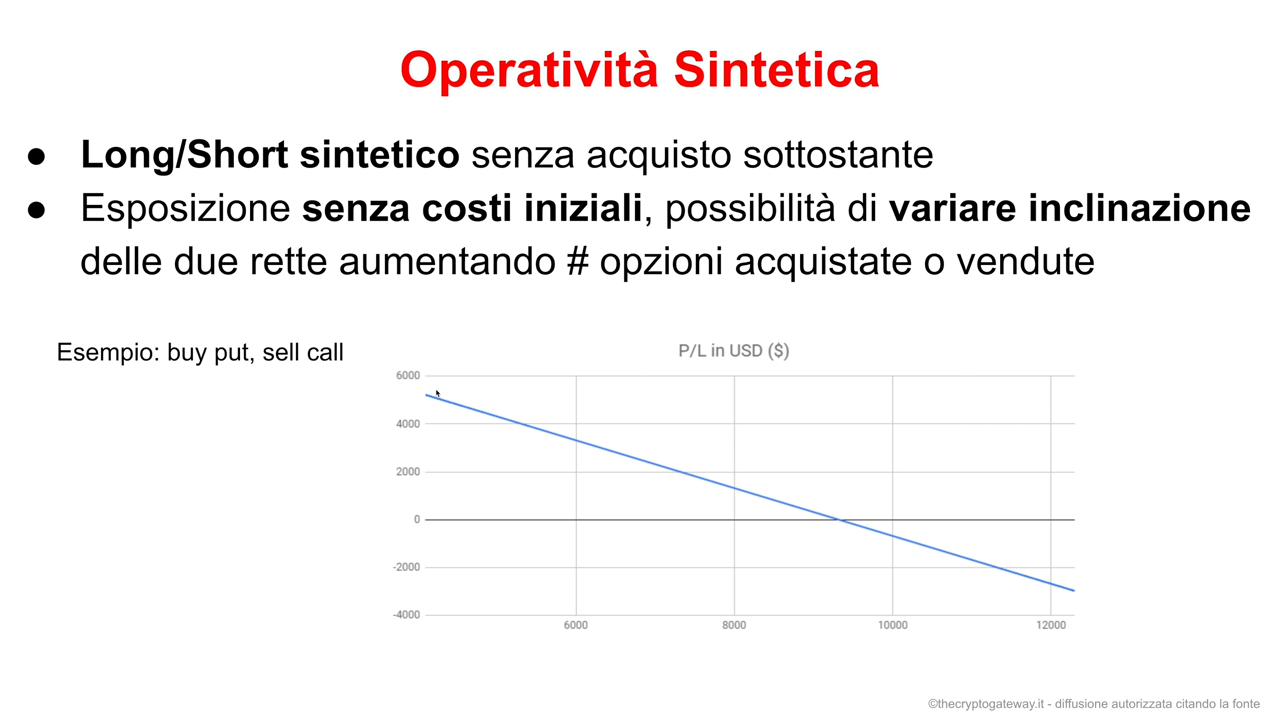 Operatività Sintetica
● Long/Short sintetico senza acquisto sottostante
● Esposizione senza costi iniziali, possibilità di variare inclinazione
delle due rette aumentando # opzioni acquistate o vendute
Esempio: buy put, sell call
P/L in USD ($)
6000
4000
2000
0
-2000
-4000
6000 8000 10000 12000
©thecryptogateway.it - diffusione autorizzata citando la fonte